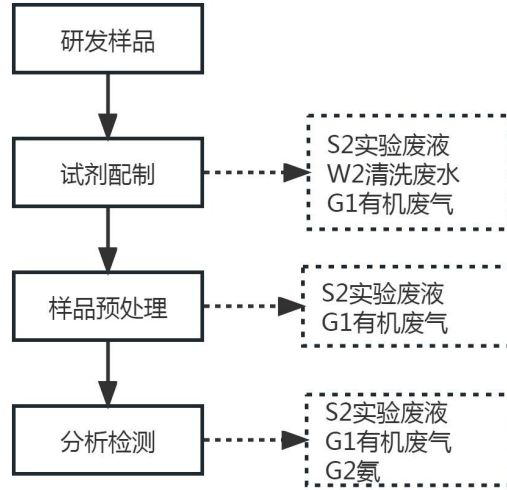 研发样品
试剂配制
S2实验废液
W2清洗废水
G1有机废气
样品预处理
S2实验废液
G1有机废气
分析检测
S2实验废液
G1有机废气
G2氨